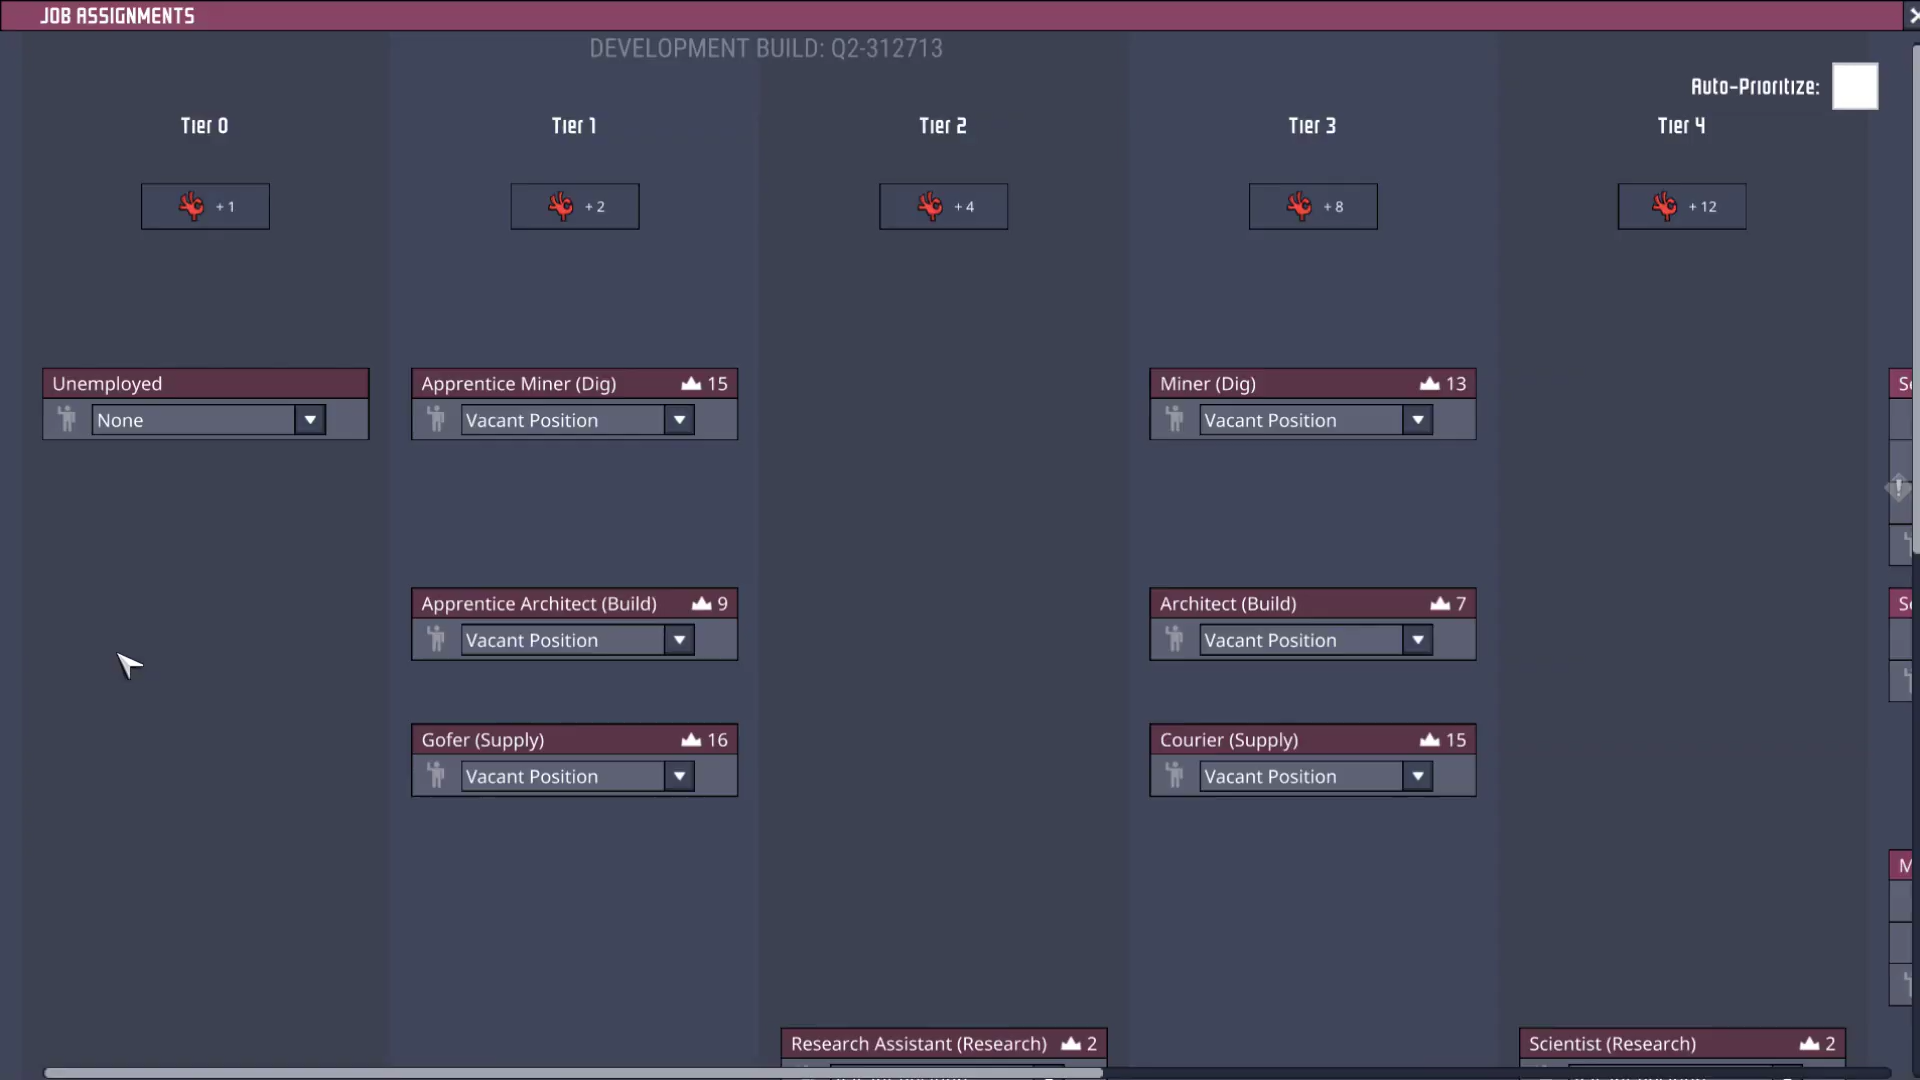 JOB ASSIGNMENTS
DEVELOPMENT BUILD: Q2-312713
Auto-Prioritize:
Tier 0
Tier 1
Tier 2
Tier 3
Tier 4
+ 1
+ 2
+ 4
+ 8
+ 12
Unemployed
None
Apprentice Miner (Dig) 15
Vacant Position
Miner (Dig) 13
Vacant Position
Apprentice Architect (Build) 9
Vacant Position
Architect (Build) 7
Vacant Position
Gofer (Supply) 16
Vacant Position
Courier (Supply) 15
Vacant Position
Research Assistant (Research) 2
Scientist (Research) 2